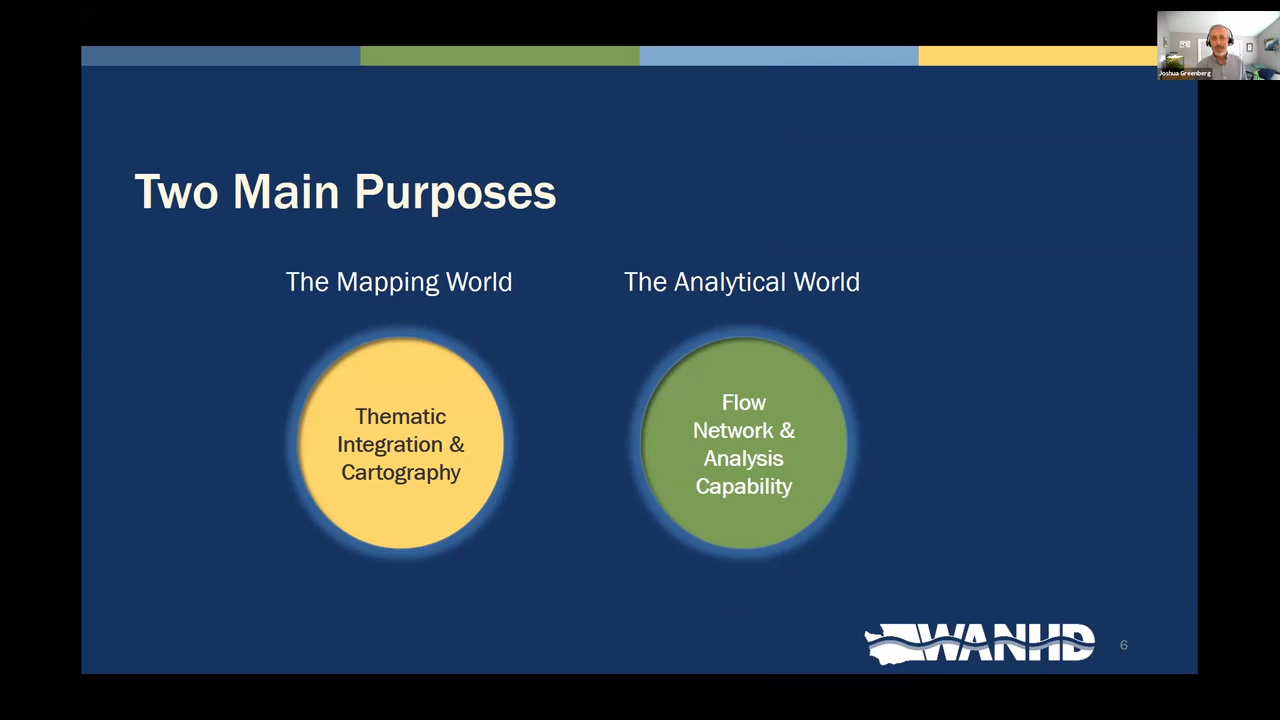 Joshua Greenberg
Two Main Purposes
The Mapping World
The Analytical World
Thematic
Integration &
Cartography
Flow
Network &
Analysis
Capability
WANHD
6